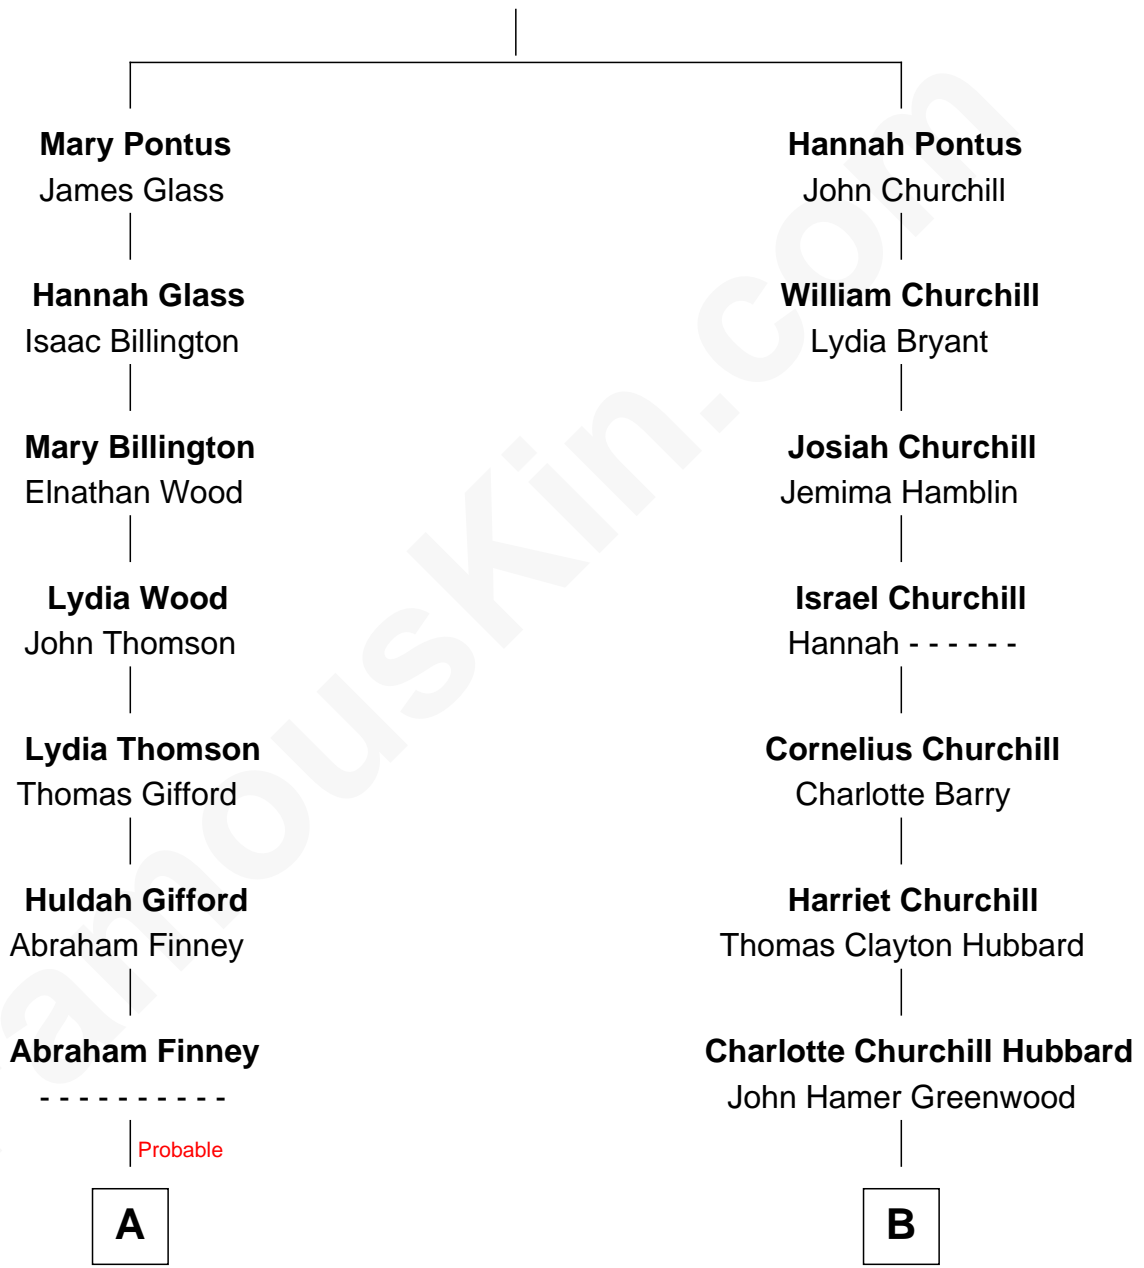 Mary Pontus
James Glass
Hannah Glass
Isaac Billington
Mary Billington
Elnathan Wood
Lydia Wood
John Thomson
Lydia Thomson
Thomas Gifford
Huldah Gifford
Abraham Finney
Abraham Finney
- - - - - - - - - -
Probable
A
Hannah Pontus
John Churchill
William Churchill
Lydia Bryant
Josiah Churchill
Jemima Hamblin
Israel Churchill
Hannah - - - - - -
Cornelius Churchill
Charlotte Barry
Harriet Churchill
Thomas Clayton Hubbard
Charlotte Churchill Hubbard
John Hamer Greenwood
B
amouskin.com